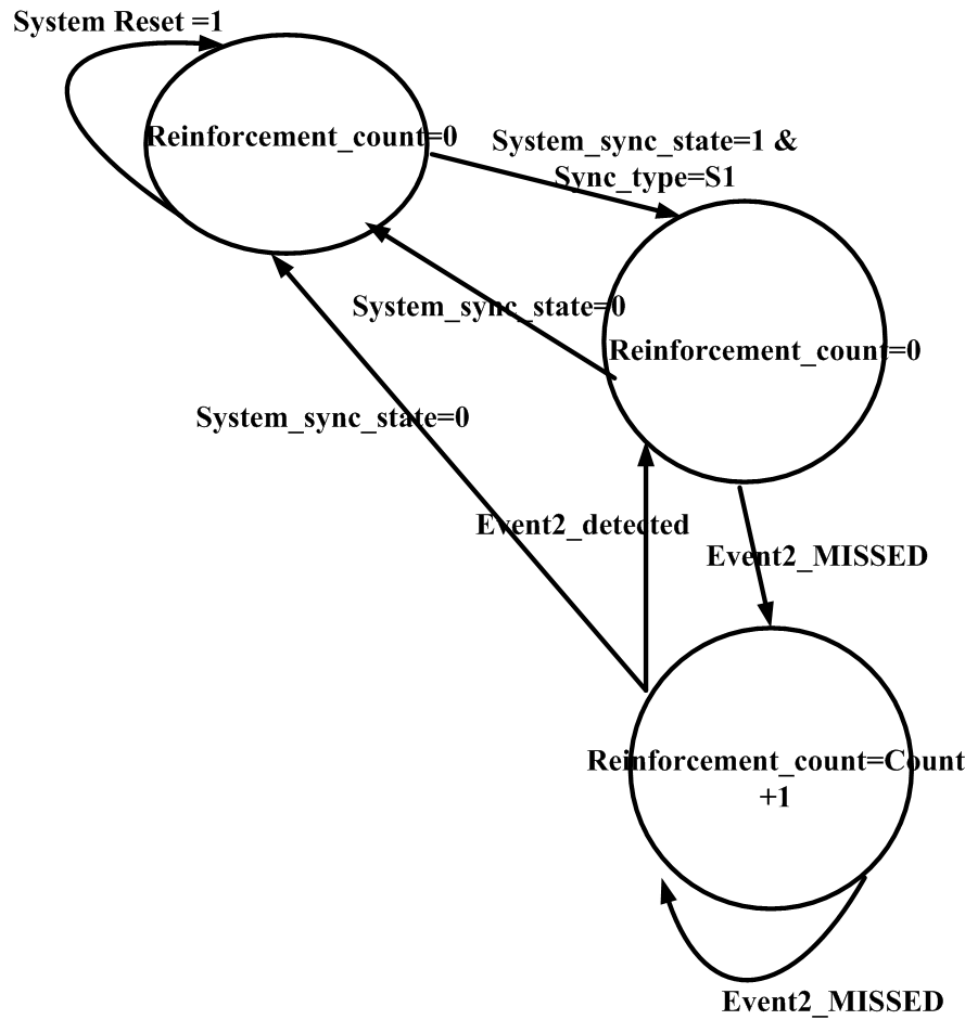 System Reset =1
Reinforcement_count=0
System_sync_state=1 &
Sync_type=S1
System_sync_state=0
Reinforcement_count=0
System_sync_state=0
Event2_detected
Event2_MISSED
Reinforcement_count=Count
+1
Event2_MISSED